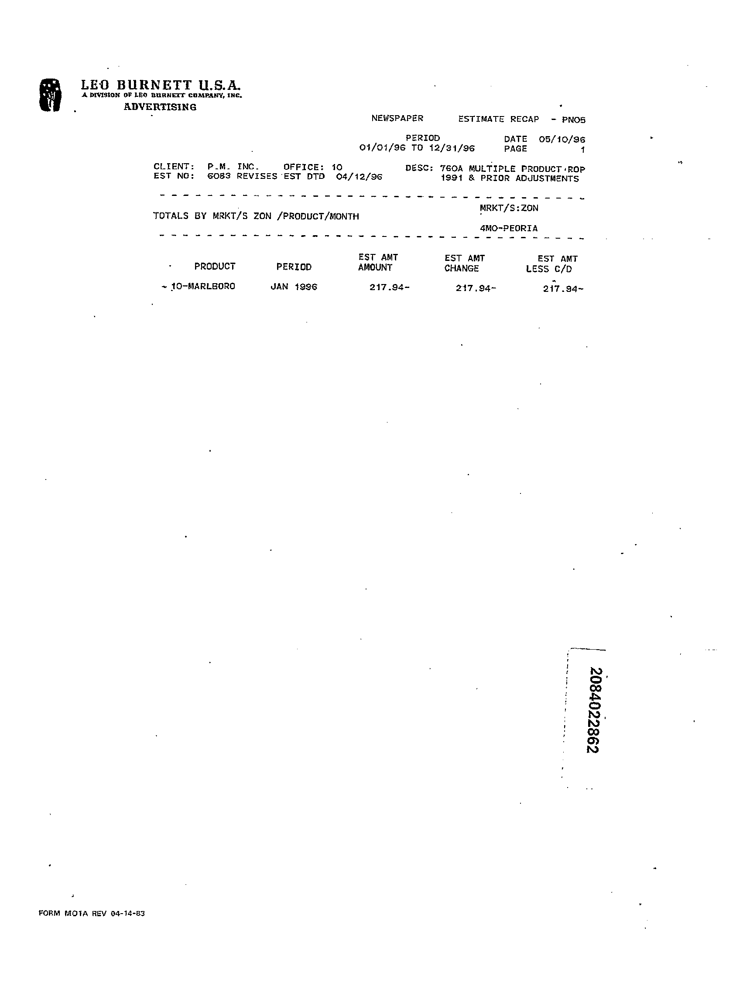 LEO BURNETT U.S.A.
A DIVISION OF LEO BURNETT COMPANY, INC.
ADVERTISING
NEWSPAPER ESTIMATE RECAP - PN05
PERIOD DATE 05/10/96
01/01/96 TO 12/31/96 PAGE 1
CLIENT: P.M. INC. OFFICE: 10 DESC: 760A MULTIPLE PRODUCT ROP
EST NO: 6083 REVISES EST DTD 04/12/96 1991 & PRIOR ADJUSTMENTS
MRKT/S:ZON
TOTALS BY MRKT/S ZON /PRODUCT/MONTH
4MO-PEORIA
EST AMT EST AMT EST AMT
PRODUCT PERIOD AMOUNT CHANGE LESS C/D
10-MARLBORO JAN 1996 217.94- 217.94- 217.94-
2084022862
FORM M01A REV 04-14-83